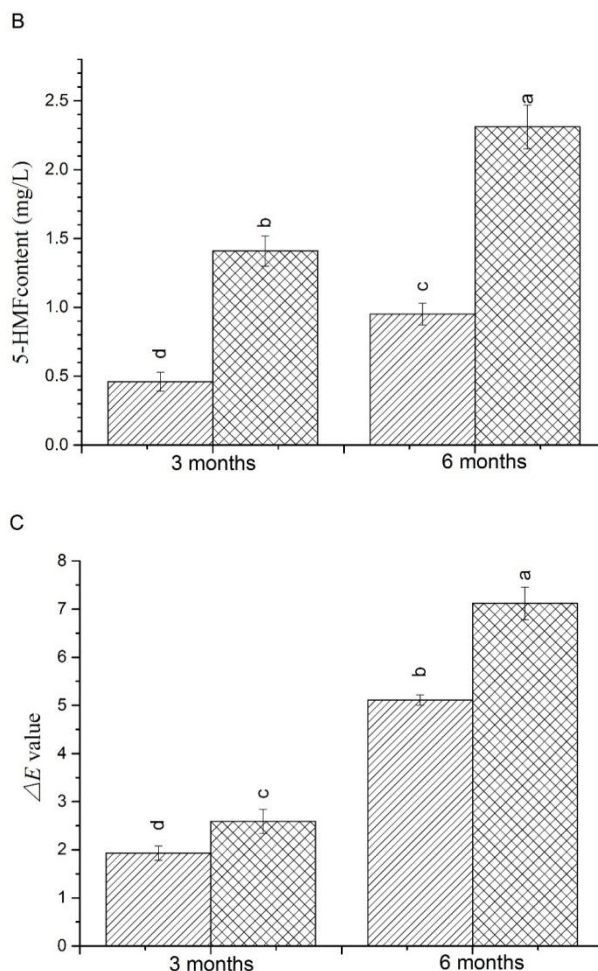 B
5-HMFcontent (mg/L)
2.5
2.0
1.5
1.0
0.5
0.0
d
b
c
a
3 months
6 months
C
△E value
8
7
6
5
4
3
2
1
0
d
c
b
a
3 months
6 months